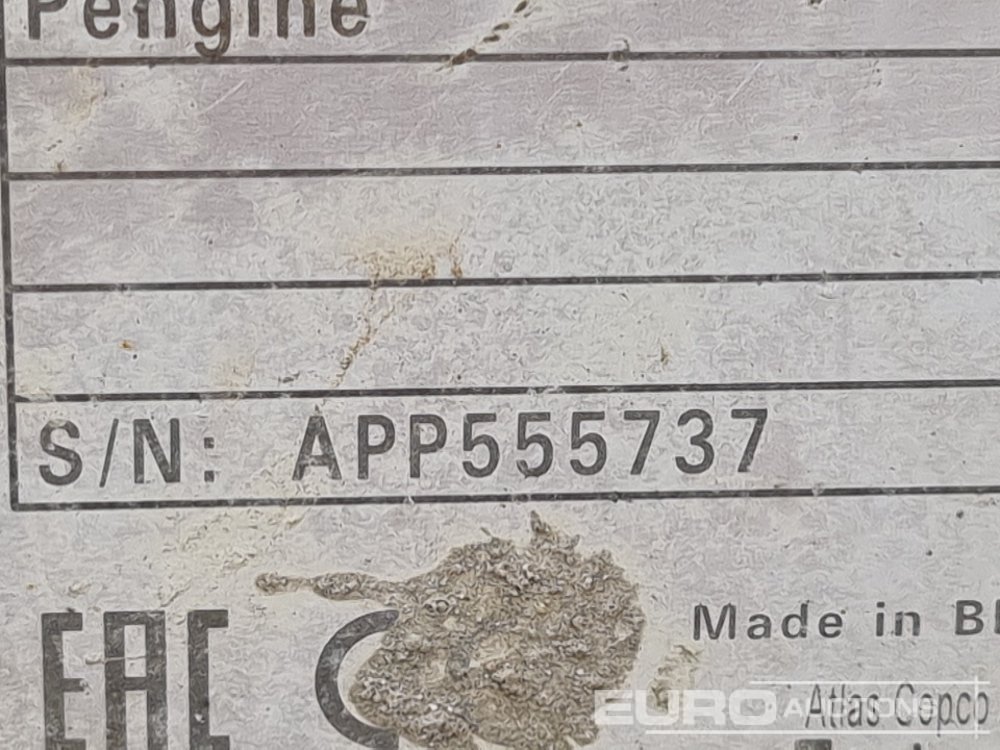 Pengine
S/N: APP555737
EAC C
Made in
Atlas Copco
EURO AUCTIONS